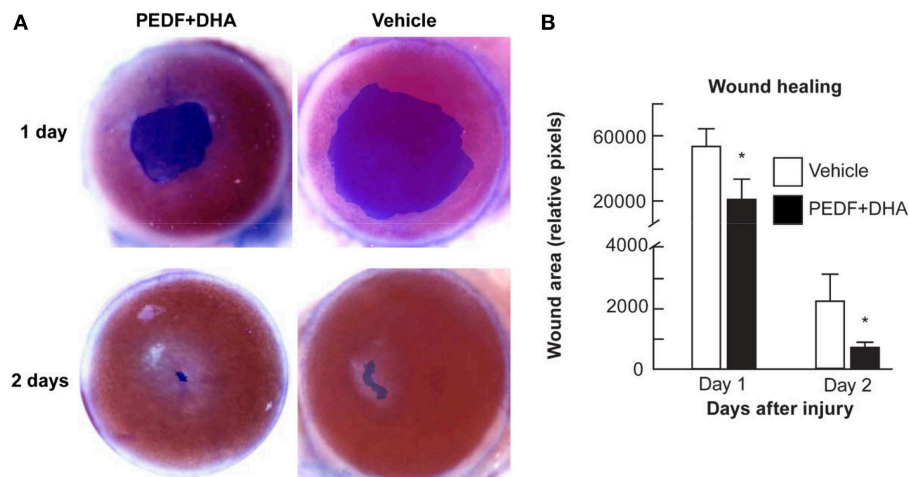 A
PEDF+DHA
Vehicle
1 day
2 days
B
Wound healing
Wound area (relative pixels)
60000
20000
4000
2000
0
*
*
Vehicle
PEDF+DHA
Day 1
Day 2
Days after injury